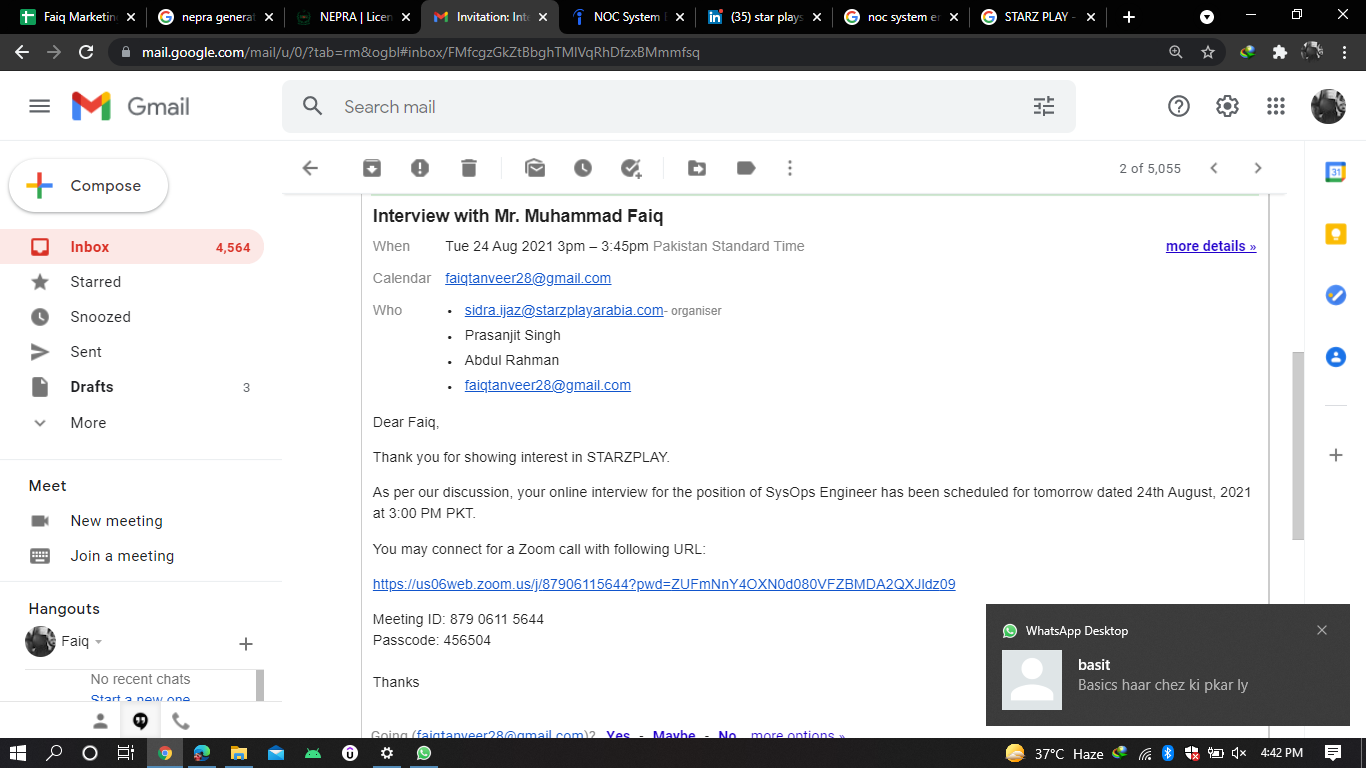 Faiq Marketin
nepra generat
NEPRA | Licen
Invitation: Inte
NOC System
(35) star plays
noc system e
STARZ PLAY -
mail.google.com/mail/u/0/?tab=rm&ogbl#inbox/FMfcgzGkZtBbghTMlVqRhDfzxBMmmfsq
Gmail
Search mail
Compose
2 of 5,055
31
Inbox 4,564
Starred
Snoozed
Sent
Drafts 3
More
Meet
New meeting
Join a meeting
Hangouts
Faiq
No recent chats
Start a new one
Interview with Mr. Muhammad Faiq
When Tue 24 Aug 2021 3pm – 3:45pm Pakistan Standard Time
more details »
Calendar faiqtanveer28@gmail.com
Who • sidra.ijaz@starzplayarabia.com- organiser
• Prasanjit Singh
• Abdul Rahman
• faiqtanveer28@gmail.com
Dear Faiq,
Thank you for showing interest in STARZPLAY.
As per our discussion, your online interview for the position of SysOps Engineer has been scheduled for tomorrow dated 24th August, 2021
at 3:00 PM PKT.
You may connect for a Zoom call with following URL:
https://us06web.zoom.us/j/87906115644?pwd=ZUFmNnY4OXN0d080VFZBMDA2QXJldz09
Meeting ID: 879 0611 5644
Passcode: 456504
Thanks
Going (faiqtanveer28@gmail.com)? Yes - Maybe - No more options »
WhatsApp Desktop
basit
Basics haar chez ki pkar ly
37°C Haze
4:42 PM